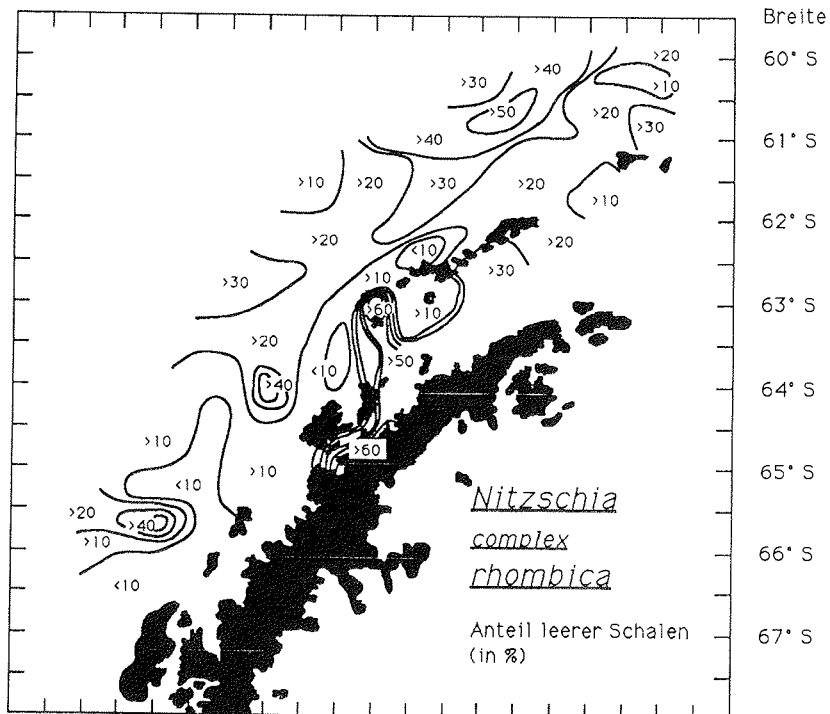 Breite
>20
60° S
>40
>30
>10
>50
>20
>30
61° S
>40
>10
>20
>30
>20
>10
62° S
>20
<10
>20
>30
>10
>30
>60
>10
63° S
>20
<10
>50
>40
64° S
>10
>10
>60
65° S
<10
>20
>40
>10
Nitzschia
complex
rhombica
66° S
<10
Anteil leerer Schalen
(in %)
67° S